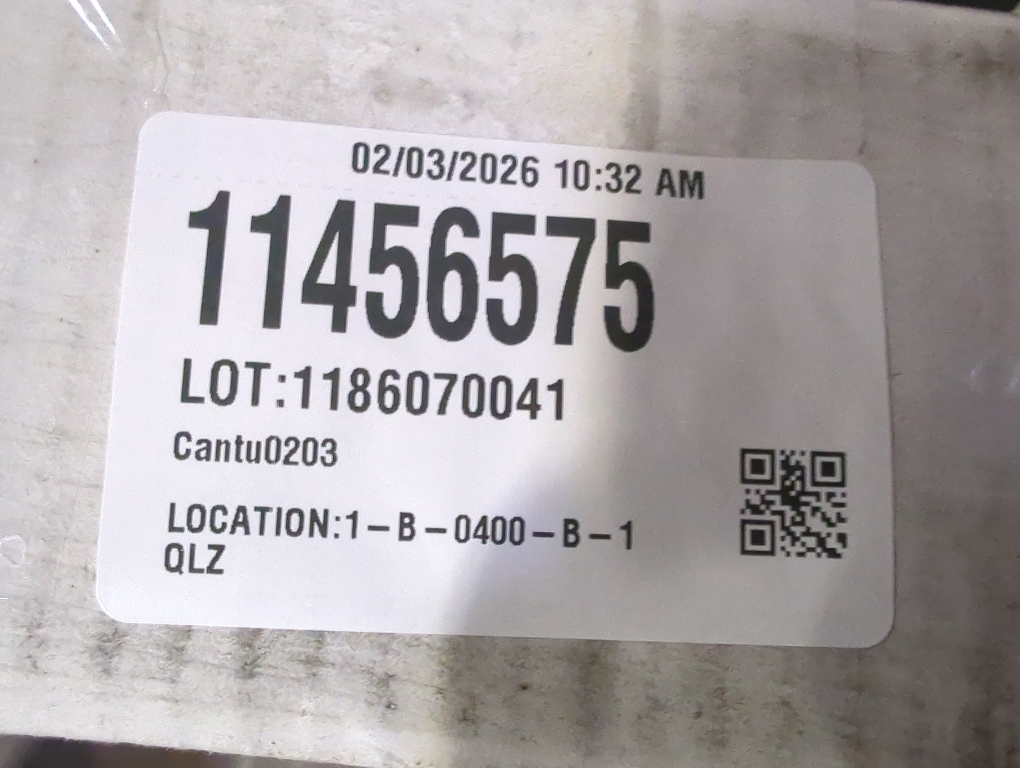 02/03/2026 10:32 AM
11456575
LOT:1186070041
Cantu0203
LOCATION:1-B-0400-B-1
QLZ